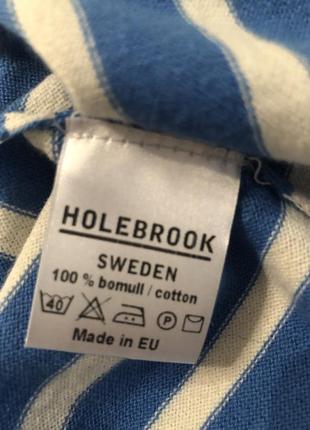 HOLEBROOK
SWEDEN
100 % bomull / cotton
40 P
Made in EU